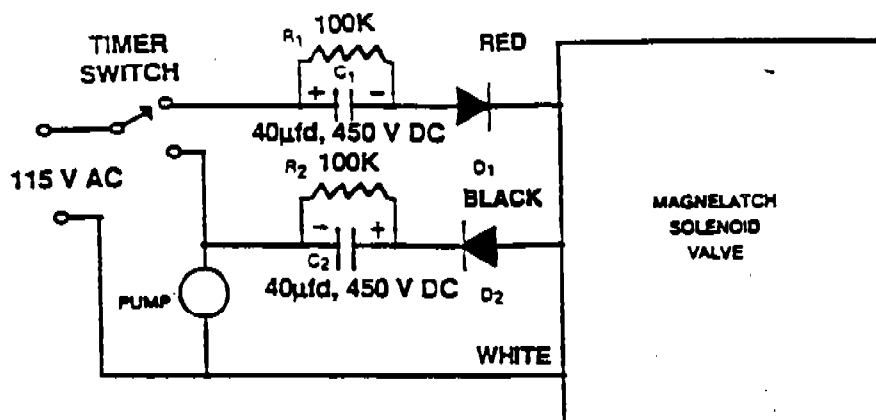 100K
R1
TIMER
SWITCH
RED
C1
+ -
40µfd, 450 V DC
R2 100K
D1
115 V AC
BLACK
MAGNELATCH
SOLENOID
VALVE
- +
C2
40µfd, 450 V DC
D2
PUMP
WHITE